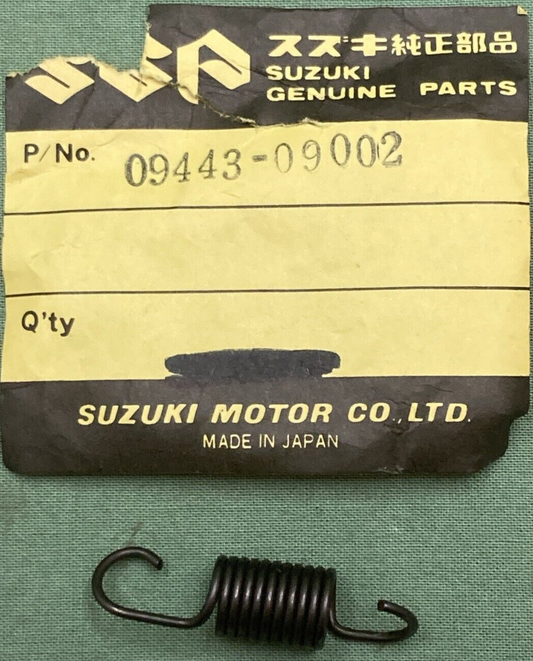 スズキ純正部品
SUZUKI
GENUINE PARTS
P/No. 09443-09002
Q'ty
SUZUKI MOTOR CO.,LTD.
MADE IN JAPAN